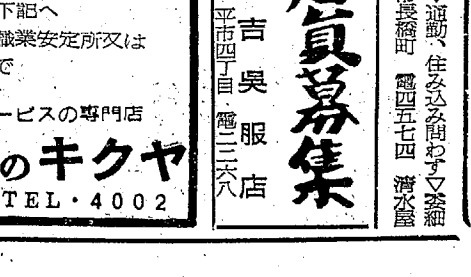 通勤、住み込み問わず▽委細
長橋町 電四五七四 清水屋
員募集
吉呉服店
平市四丁目 電二二六八
下記へ
職業安定所又は
で
ービスの専門店
のキクヤ
TEL・4002